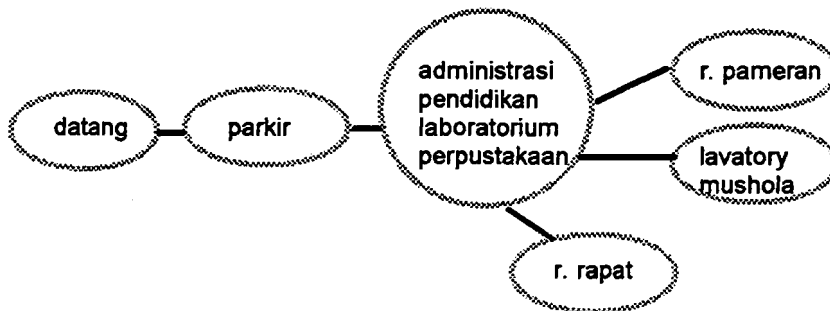 datang
parkir
administrasi
pendidikan
laboratorium
perpustakaan
r. pameran
lavatory
mushola
r. rapat